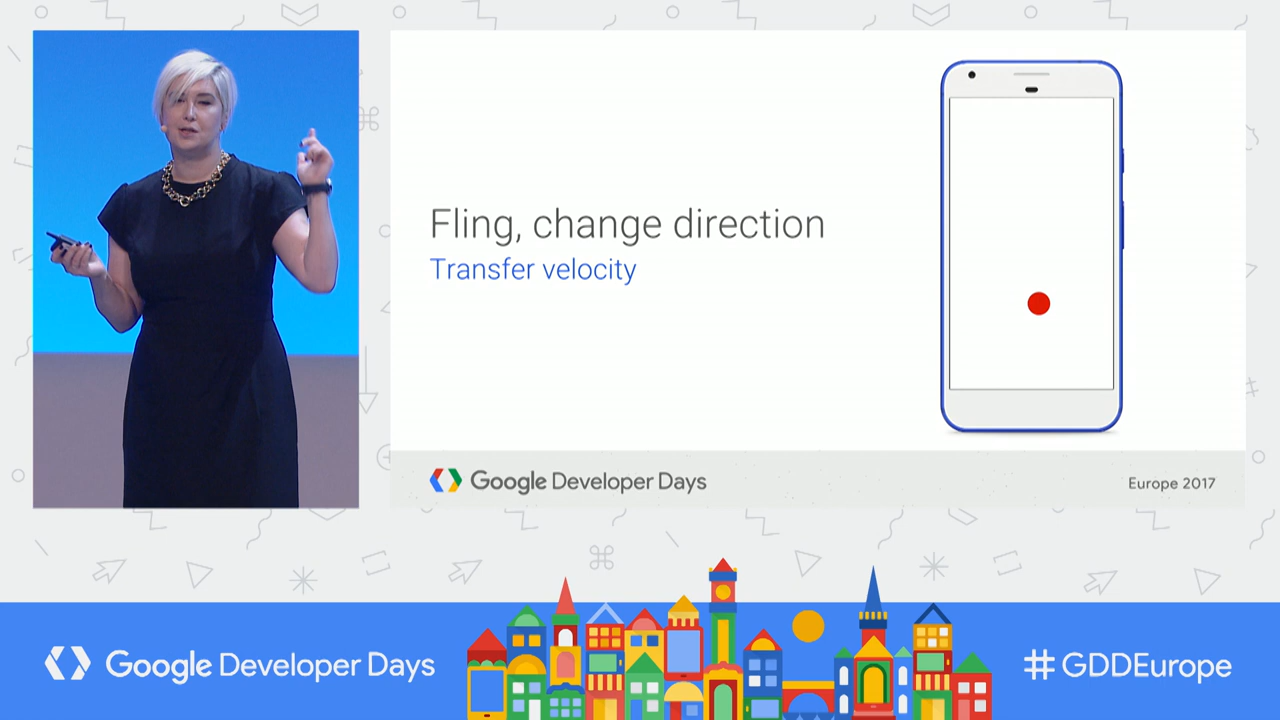 Fling, change direction
Transfer velocity
Google Developer Days
Europe 2017
Google Developer Days
#GDDEurope